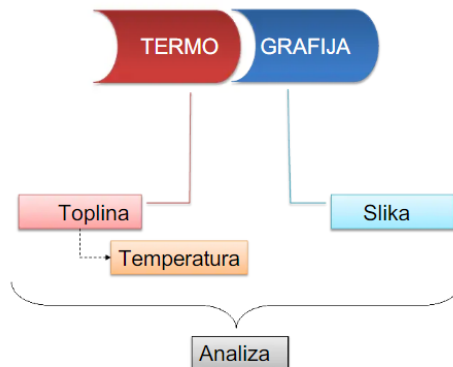 TERMO GRAFIJA
Toplina
Slika
Temperatura
Analiza